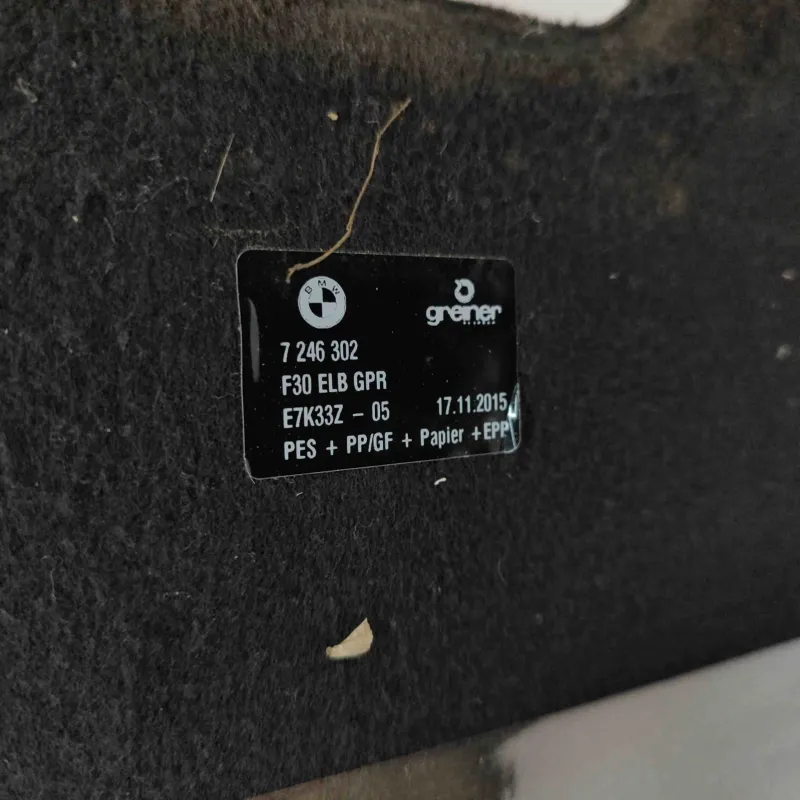 BMW
greiner
7 246 302
F30 ELB GPR
E7K33Z - 05 17.11.2015
PES + PP/GF + Papier +EPP